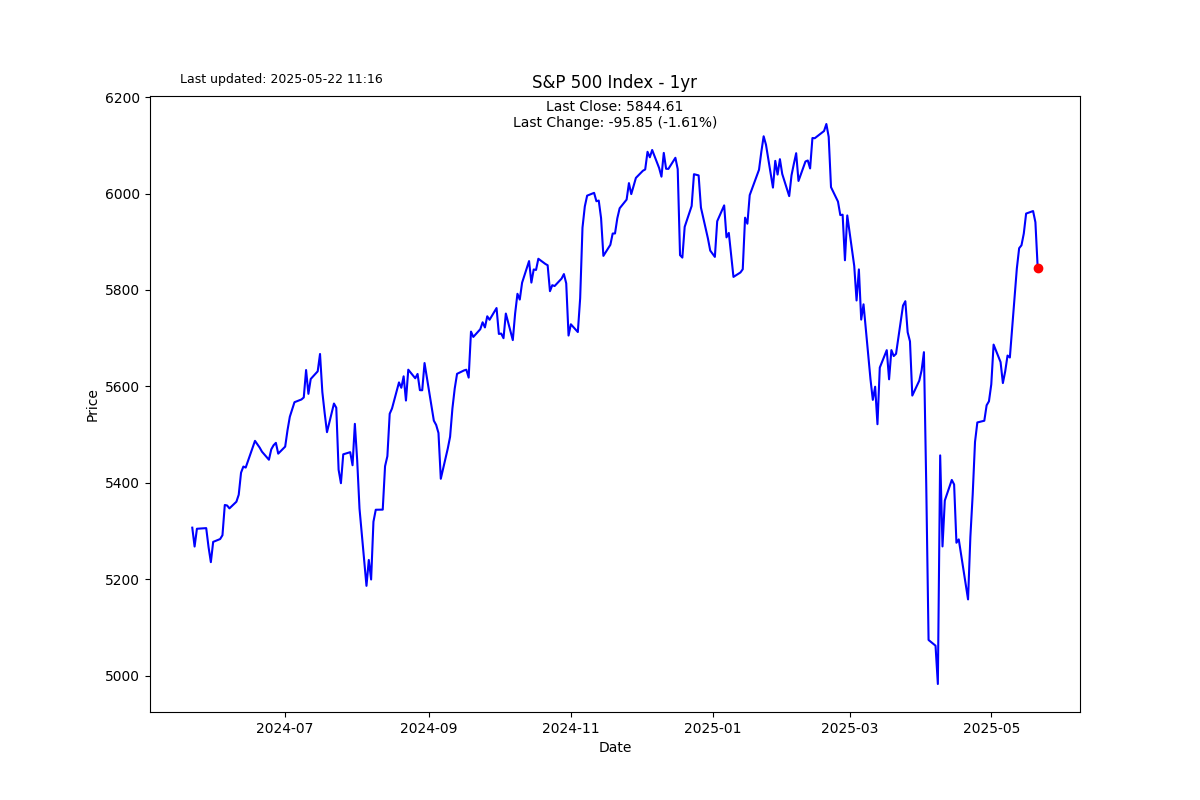 Last updated: 2025-05-22 11:16
S&P 500 Index - 1yr
Last Close: 5844.61
Last Change: -95.85 (-1.61%)
6200
6000
5800
5600
5400
5200
5000
Price
2024-07
2024-09
2024-11
2025-01
2025-03
2025-05
Date